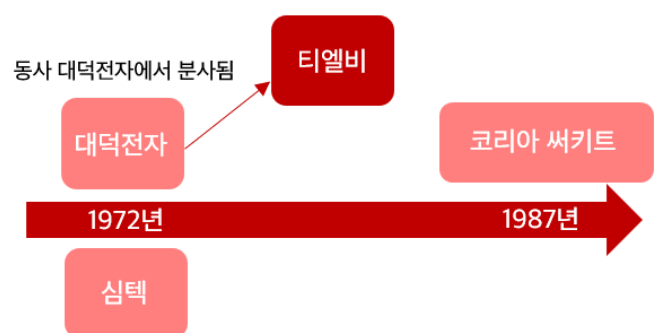 티엘비
동사 대덕전자에서 분사됨
대덕전자
코리아 써키트
1972년
1987년
심텍